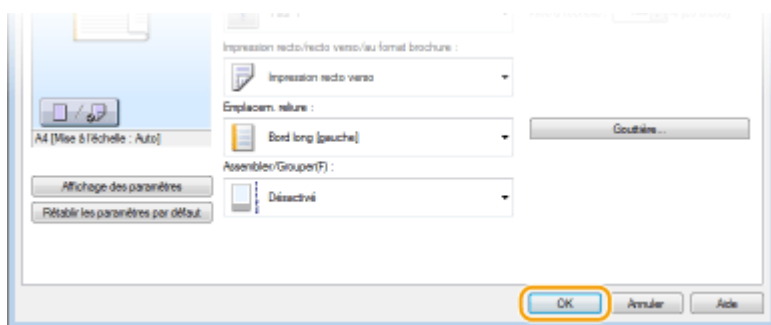 Impression recto/recto verso/au format brochure :
Impression recto verso
Emplacem. reliure :
A4 [Mise à l'échelle : Auto]
Bord long [gauche]
Gouttière...
Assembler/Grouper(F) :
Affichage des paramètres
Désactivé
Rétablir les paramètres par défaut
OK
Annuler
Aide